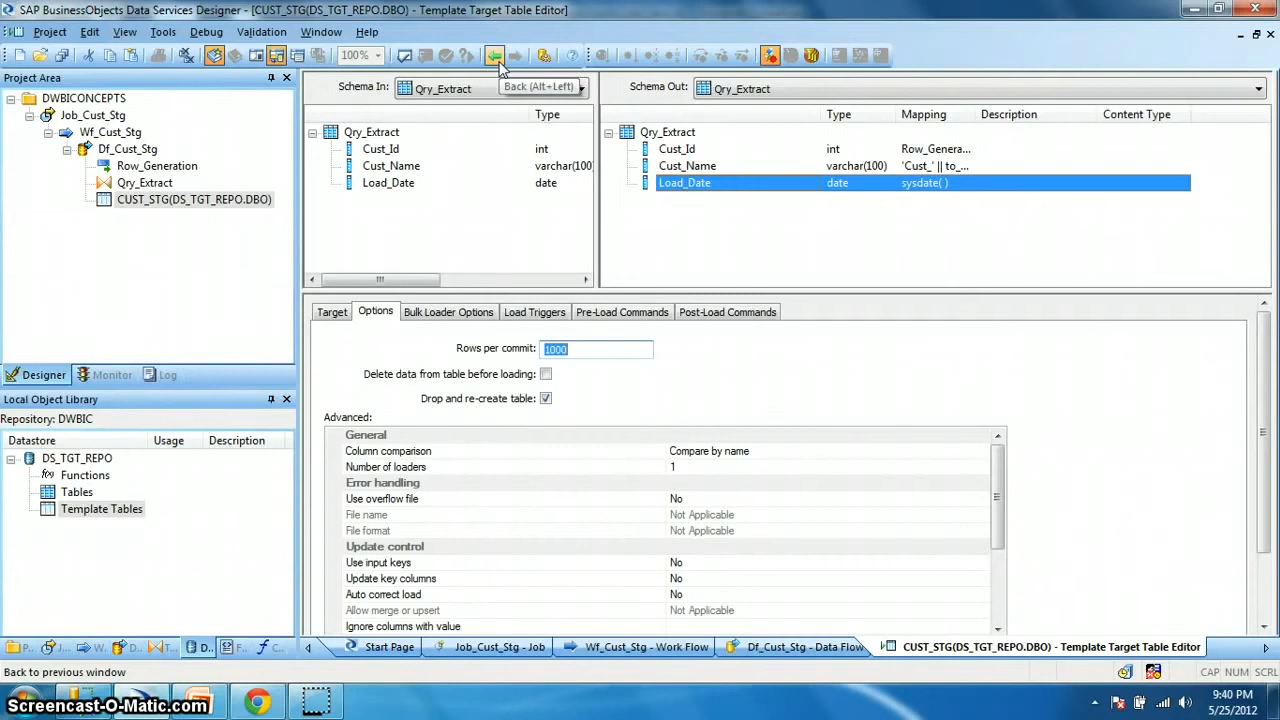 SAP BusinessObjects Data Services Designer - [CUST_STG(DS_TGT_REPO.DBO) - Template Target Table Editor]
Project Edit View Tools Debug Validation Window Help
100%
Project Area
DWBICONCEPTS
Job_Cust_Stg
Wf_Cust_Stg
Df_Cust_Stg
Row_Generation
Qry_Extract
CUST_STG(DS_TGT_REPO.DBO)
Designer Monitor Log
Local Object Library
Repository: DWBIC
Datastore Usage Description
DS_TGT_REPO
f(x) Functions
Tables
Template Tables
Schema In: Qry_Extract
Back (Alt+Left)
Type
Qry_Extract
Cust_Id int
Cust_Name varchar(100)
Load_Date date
Schema Out: Qry_Extract
Type Mapping Description Content Type
Qry_Extract
Cust_Id int Row_Genera...
Cust_Name varchar(100) 'Cust_' || to_...
Load_Date date sysdate( )
Target Options Bulk Loader Options Load Triggers Pre-Load Commands Post-Load Commands
Rows per commit: 1000
Delete data from table before loading:
Drop and re-create table:
Advanced:
General
Column comparison Compare by name
Number of loaders 1
Error handling
Use overflow file No
File name Not Applicable
File format Not Applicable
Update control
Use input keys No
Update key columns No
Auto correct load No
Allow merge or upsert Not Applicable
Ignore columns with value
P... J... W... D... T... D... F... C...
Start Page Job_Cust_Stg - Job Wf_Cust_Stg - Work Flow Df_Cust_Stg - Data Flow CUST_STG(DS_TGT_REPO.DBO) - Template Target Table Editor
Back to previous window
CAP NUM SCRL
Screencast-O-Matic.com
9:40 PM
5/25/2012